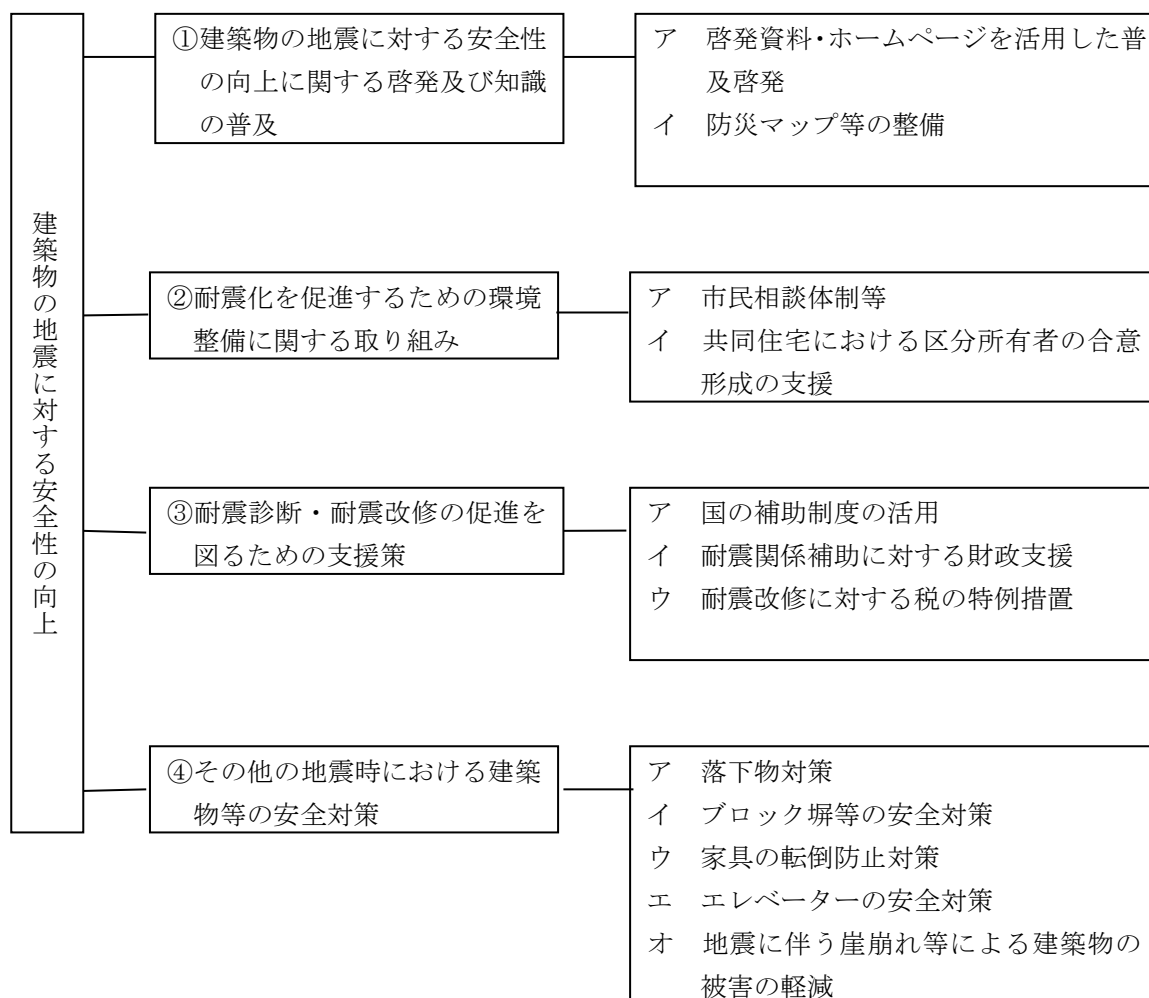 建築物の地震に対する安全性の向上
①建築物の地震に対する安全性
の向上に関する啓発及び知識
の普及
ア 啓発資料・ホームページを活用した普
及啓発
イ 防災マップ等の整備
②耐震化を促進するための環境
整備に関する取り組み
ア 市民相談体制等
イ 共同住宅における区分所有者の合意
形成の支援
③耐震診断・耐震改修の促進を
図るための支援策
ア 国の補助制度の活用
イ 耐震関係補助に対する財政支援
ウ 耐震改修に対する税の特例措置
④その他の地震時における建築
物等の安全対策
ア 落下物対策
イ ブロック塀等の安全対策
ウ 家具の転倒防止対策
エ エレベーターの安全対策
オ 地震に伴う崖崩れ等による建築物の
被害の軽減